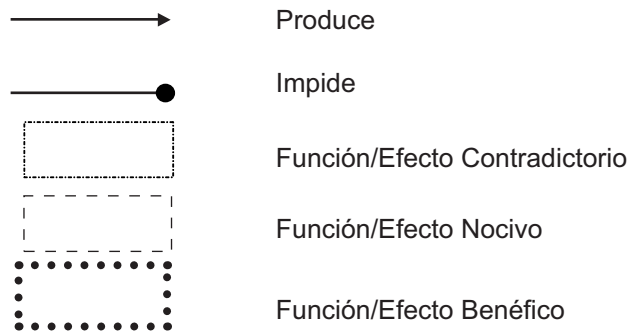 Produce
Impide
Función/Efecto Contradictorio
Función/Efecto Nocivo
Función/Efecto Benéfico